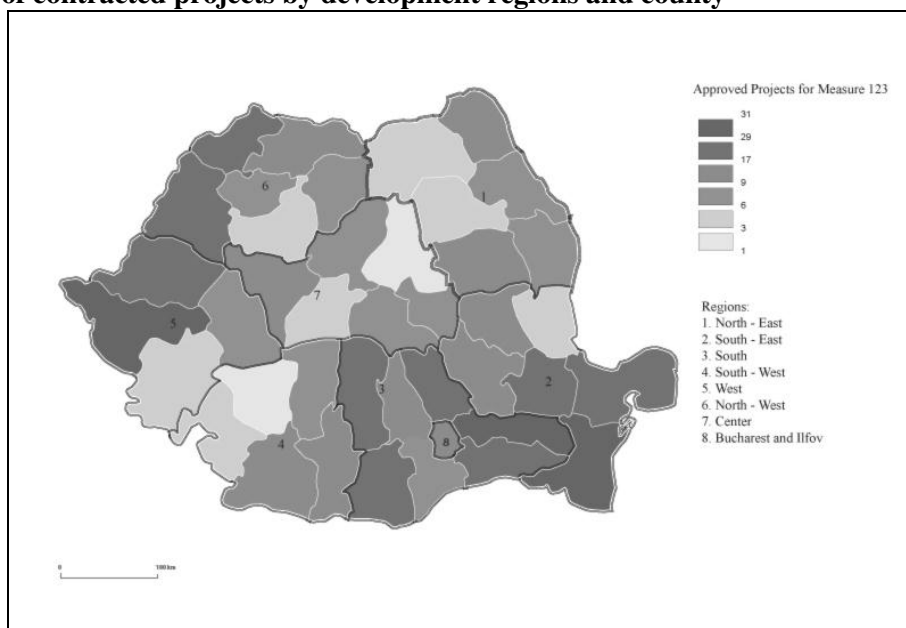 of contracted projects by development regions and county
Approved Projects for Measure 123
31
29
17
9
6
3
1
Regions:
1. North - East
2. South - East
3. South
4. South - West
5. West
6. North - West
7. Center
8. Bucharest and Ilfov
6
1
7
5
2
3
8
4
0
100 km